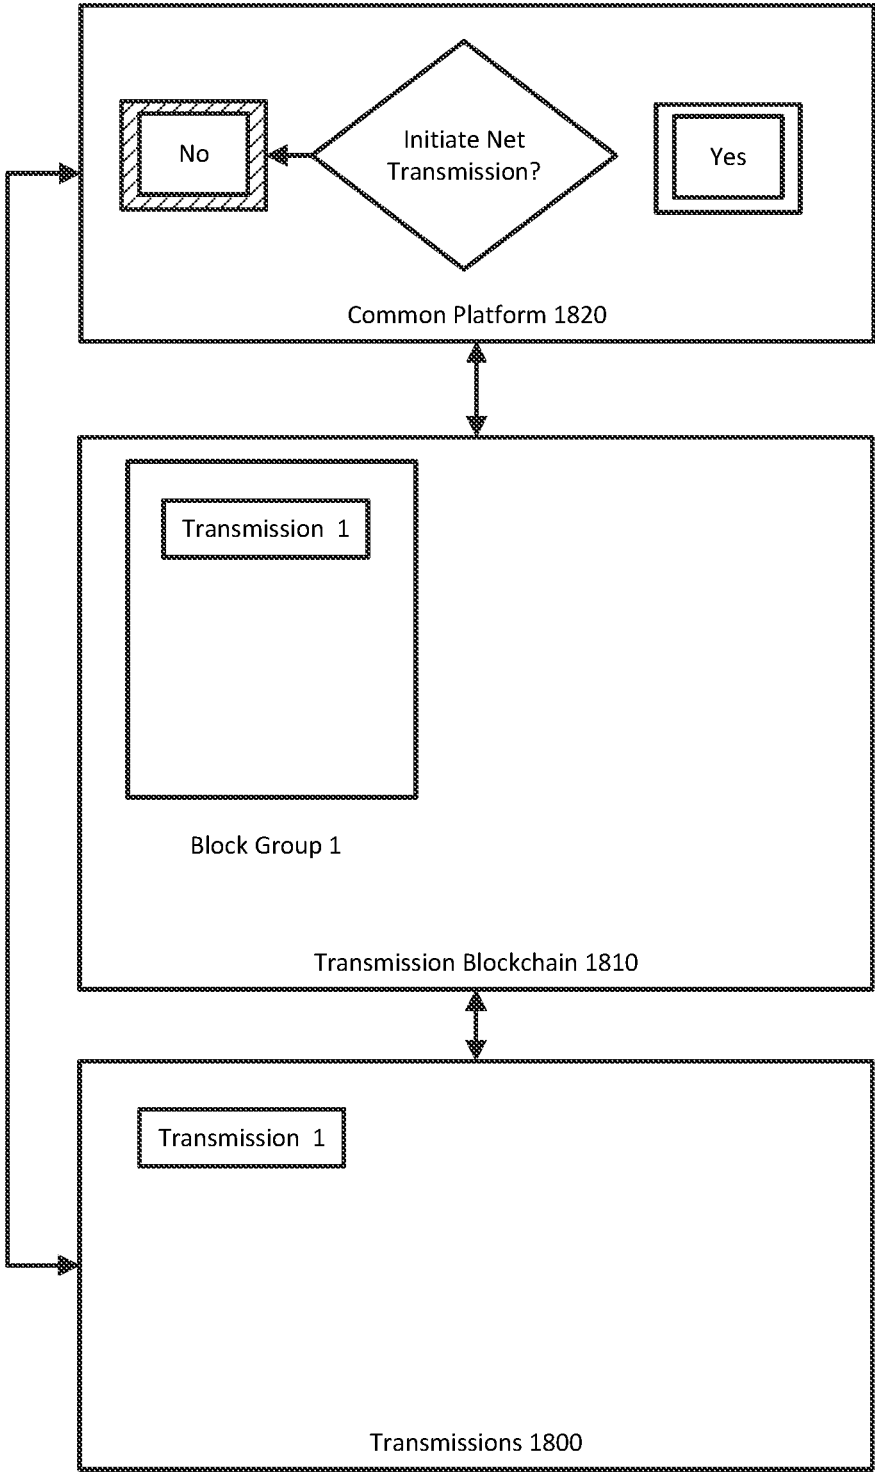 No
Initiate Net
Transmission?
Yes
Common Platform 1820
Transmission 1
Block Group 1
Transmission Blockchain 1810
Transmission 1
Transmissions 1800